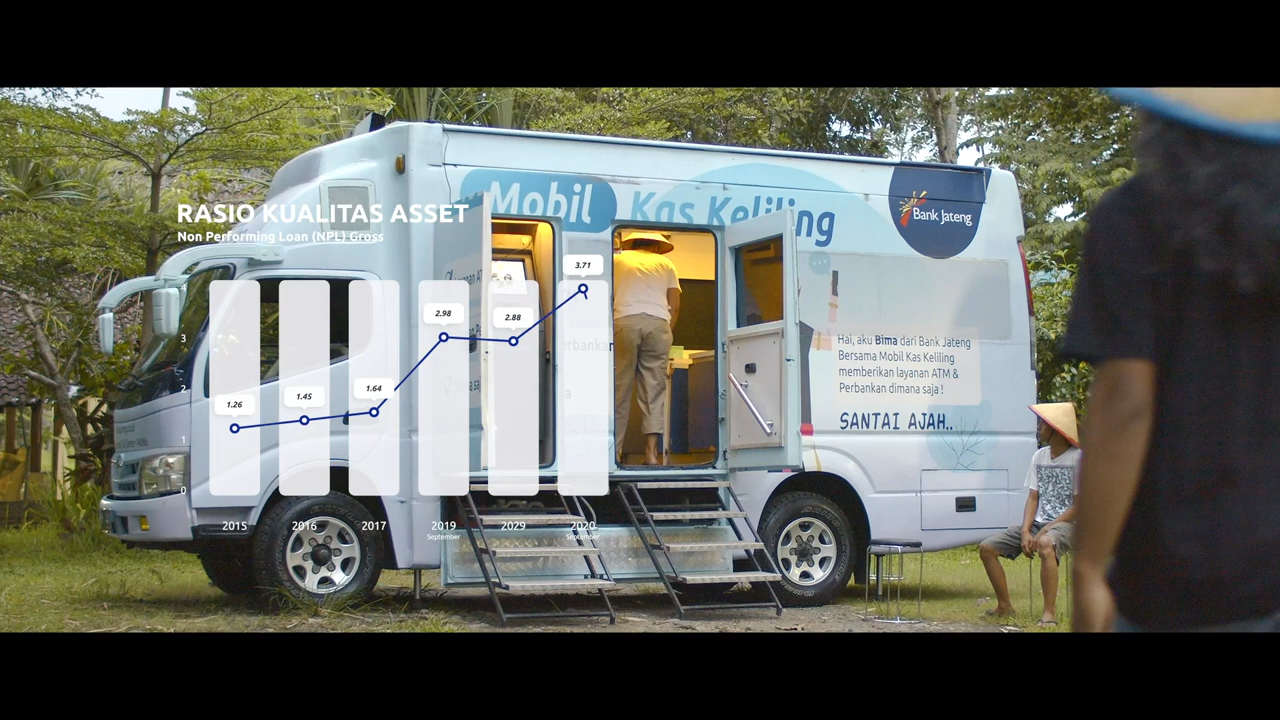 Mobil Kas Keliling
Bank Jateng
RASIO KUALITAS ASSET
Non Performing Loan (NPL) Gross
3.71
2.98
2.88
1.64
1.45
1.26
3
2
1
0
2015
2016
2017
2019
September
2029
2020
September
Hai, aku Bima dari Bank Jateng
Bersama Mobil Kas Keliling
memberikan layanan ATM &
Perbankan dimana saja !
SANTAI AJAH..